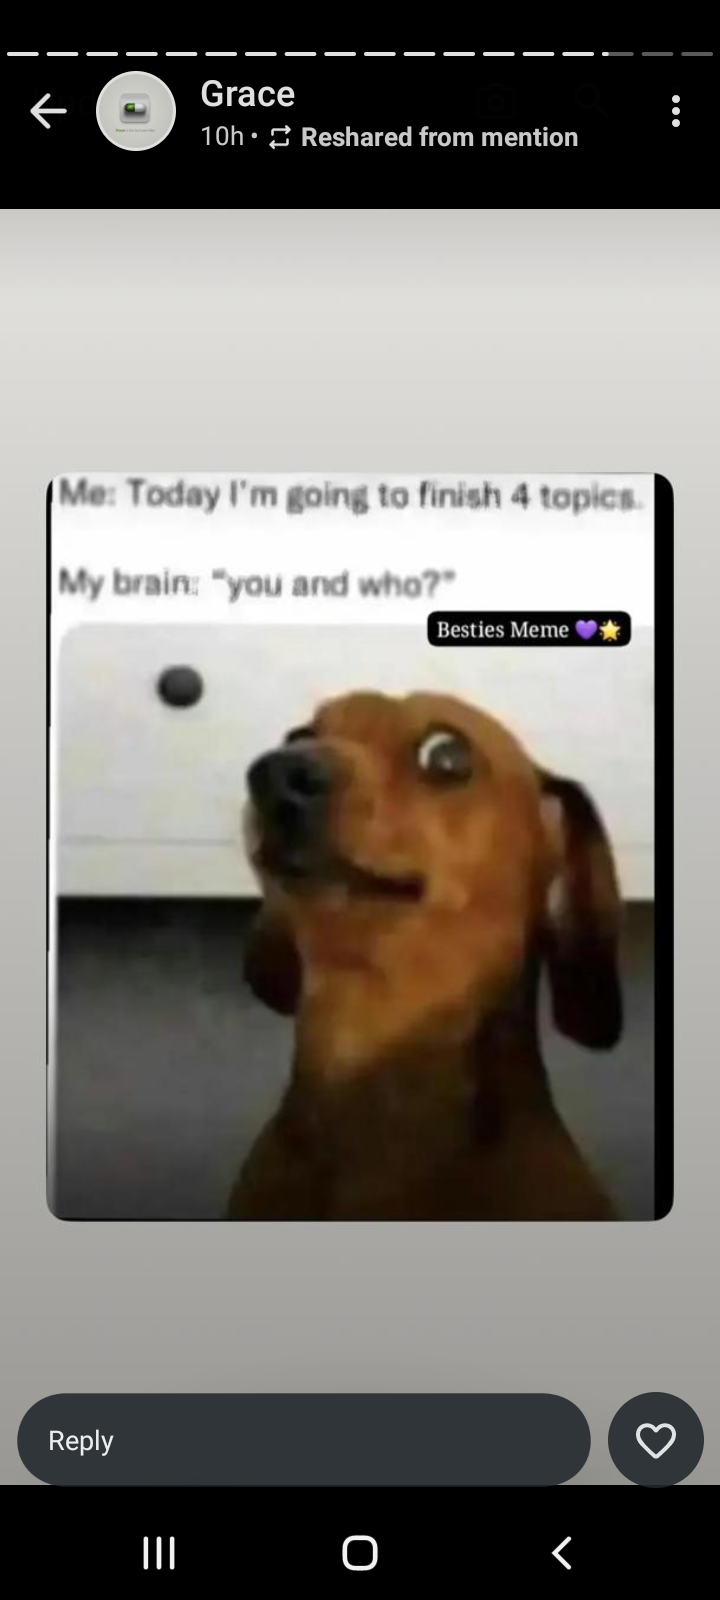 Grace
10h • Reshared from mention
Me: Today I'm going to finish 4 topics.
My brain: "you and who?"
Besties Meme 💜🌟
Reply